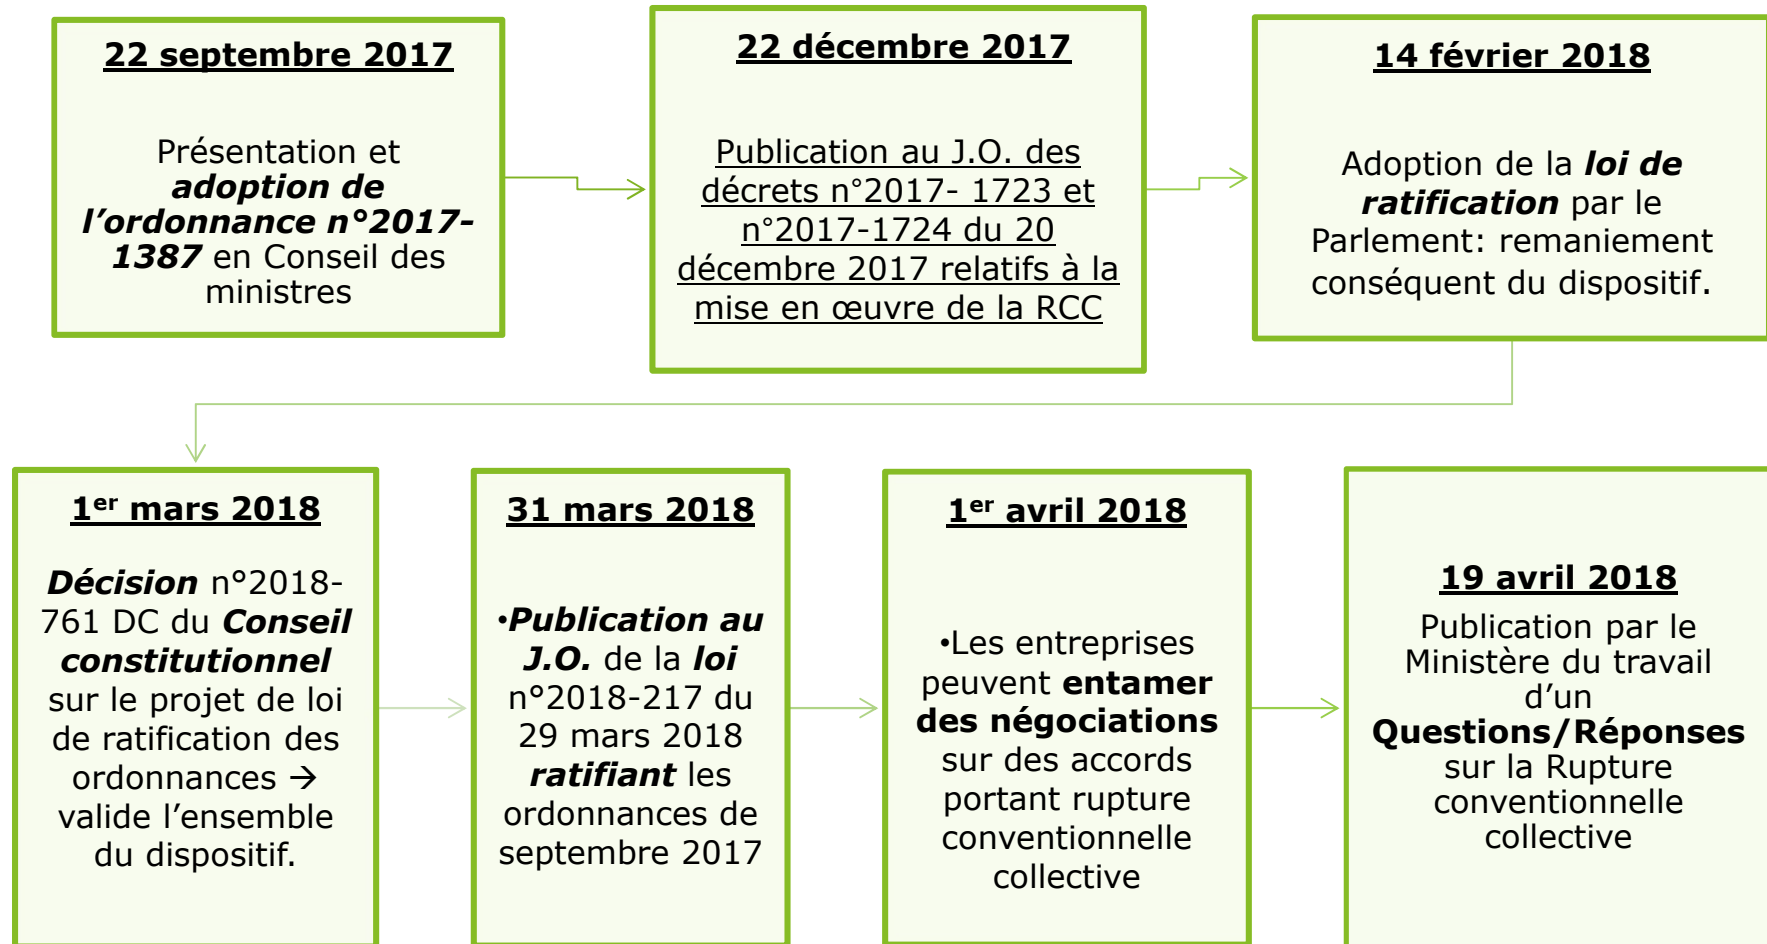 22 septembre 2017
Présentation et
adoption de
l’ordonnance n°2017-
1387 en Conseil des
ministres
22 décembre 2017
Publication au J.O. des
décrets n°2017- 1723 et
n°2017-1724 du 20
décembre 2017 relatifs à la
mise en œuvre de la RCC
14 février 2018
Adoption de la loi de
ratification par le
Parlement: remaniement
conséquent du dispositif.
1er mars 2018
Décision n°2018-
761 DC du Conseil
constitutionnel
sur le projet de loi
de ratification des
ordonnances →
valide l’ensemble
du dispositif.
31 mars 2018
•Publication au
J.O. de la loi
n°2018-217 du
29 mars 2018
ratifiant les
ordonnances de
septembre 2017
1er avril 2018
•Les entreprises
peuvent entamer
des négociations
sur des accords
portant rupture
conventionnelle
collective
19 avril 2018
Publication par le
Ministère du travail
d’un
Questions/Réponses
sur la Rupture
conventionnelle
collective